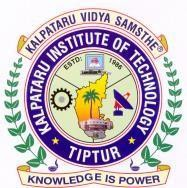 KALPATARU VIDYA SAMSTHE®
KALPATARU INSTITUTE OF TECHNOLOGY
ESTD: 1986
TIPTUR
KNOWLEDGE IS POWER